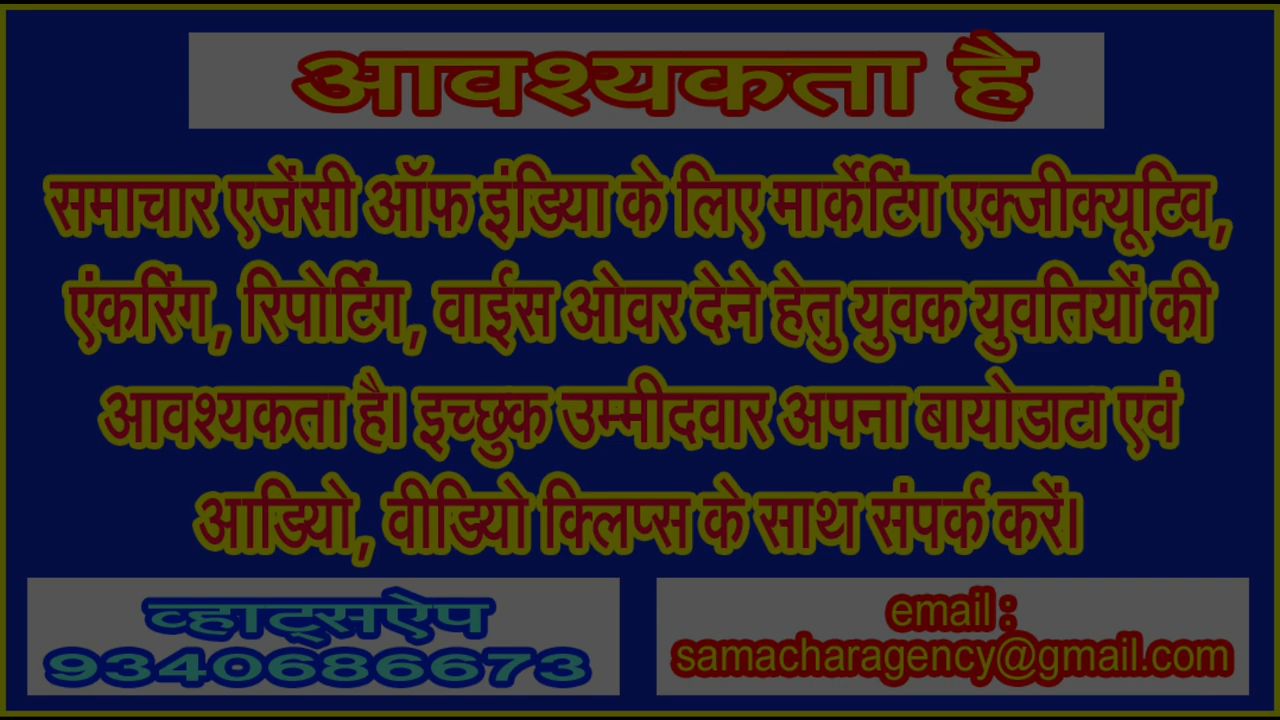 आवश्यकता है
समाचार एजेंसी ऑफ इंडिया के लिए मार्केटिंग एक्जीक्यूटिव,
एंकरिंग, रिपोर्टिंग, वाईस ओवर देने हेतु युवक युवतियों की
आवश्यकता है। इच्छुक उम्मीदवार अपना बायोडाटा एवं
आडियो, वीडियो क्लिप्स के साथ संपर्क करें।
व्हाट्सऐप
9340686673
email :
samacharagency@gmail.com